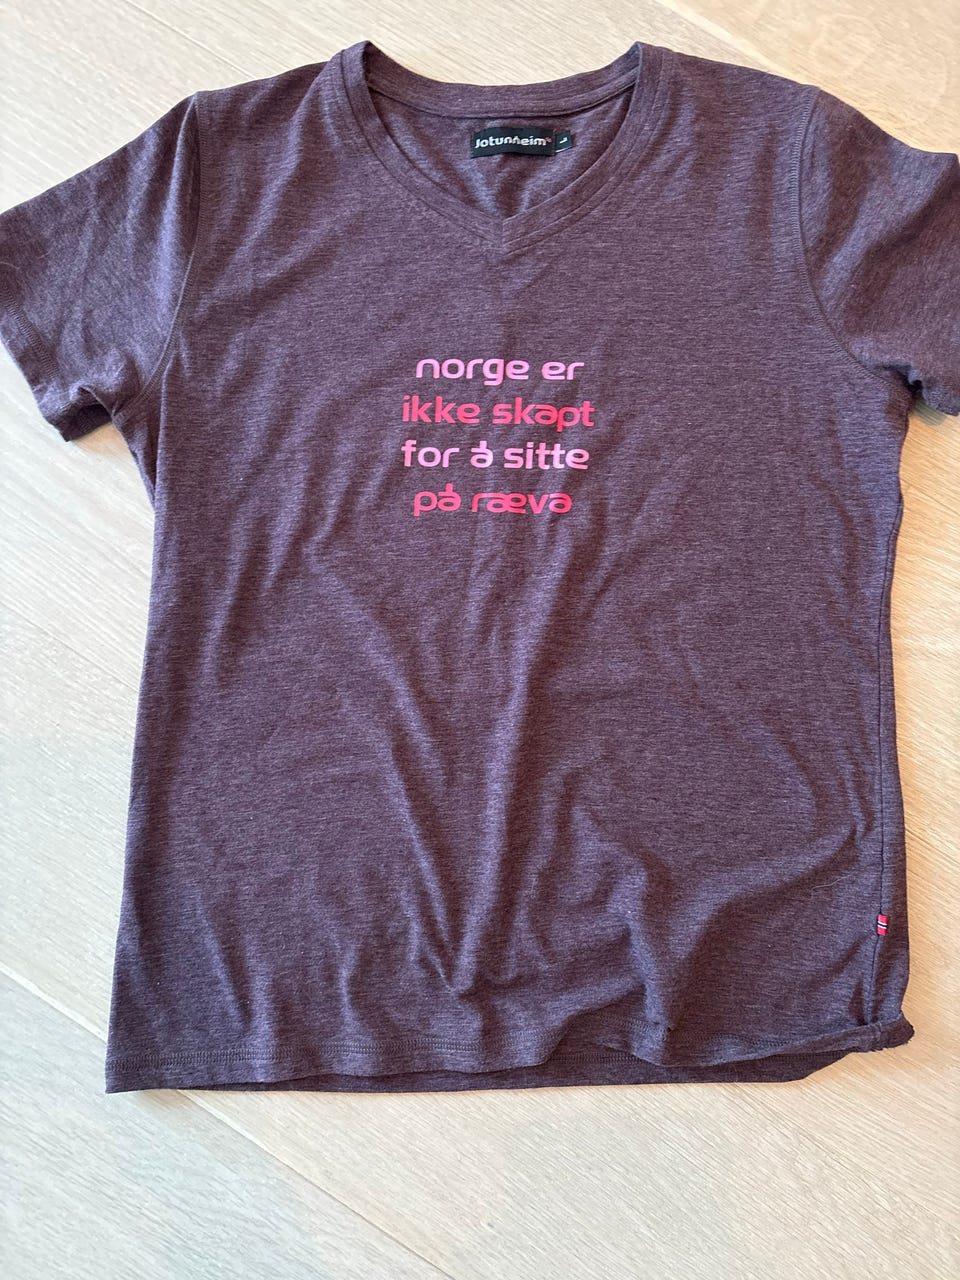 Jotunheim
norge er
ikke skapt
for å sitte
på ræva